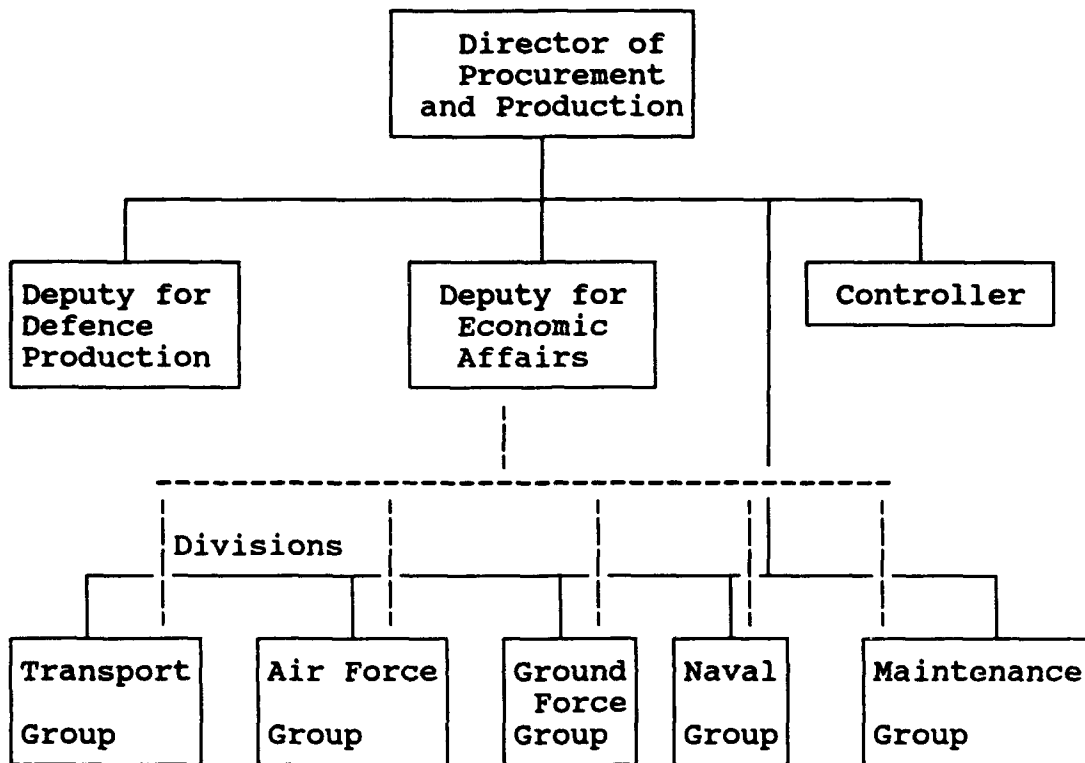 Director of
Procurement
and Production
Deputy for
Defence
Production
Deputy for
Economic
Affairs
Controller
Divisions
Transport
Group
Air Force
Group
Ground
Force
Group
Naval
Group
Maintenance
Group